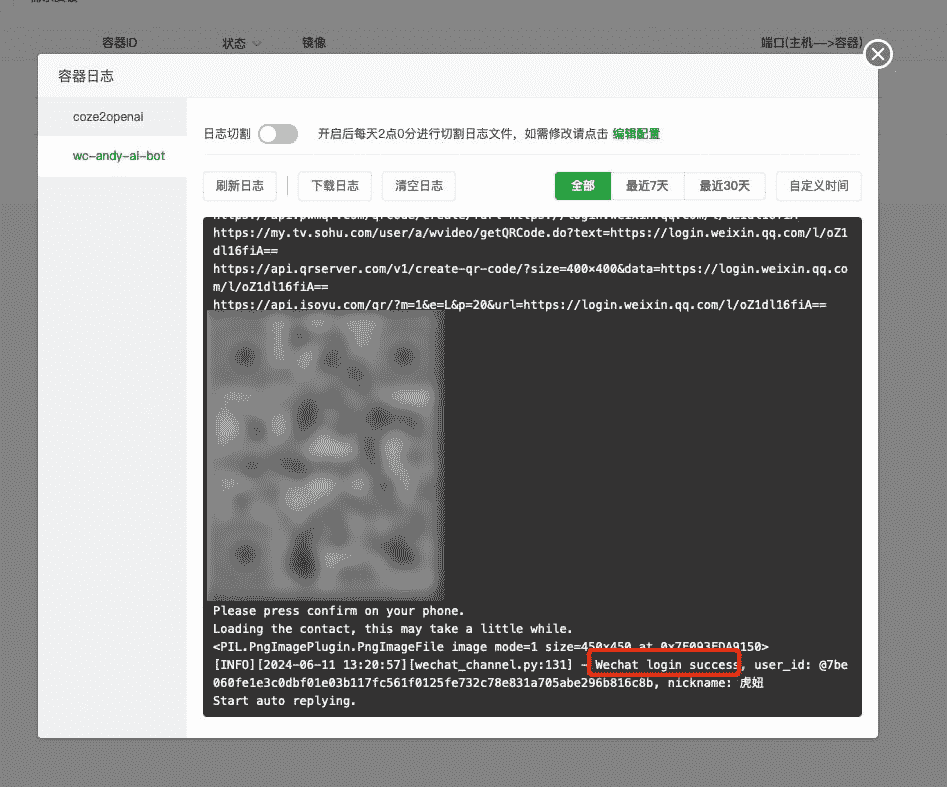 容器ID 状态 镜像 端口(主机—>容器)
容器日志
coze2openai
wc-andy-ai-bot
日志切割 开启后每天2点0分进行切割日志文件，如需修改请点击 编辑配置
刷新日志 下载日志 清空日志 全部 最近7天 最近30天 自定义时间
https://my.tv.sohu.com/user/a/wvideo/getQRCode.do?text=https://login.weixin.qq.com/l/oZ1
dl16fiA==
https://api.qrserver.com/v1/create-qr-code/?size=400×400&data=https://login.weixin.qq.co
m/l/oZ1dl16fiA==
https://api.isoyu.com/qr/?m=1&e=L&p=20&url=https://login.weixin.qq.com/l/oZ1dl16fiA==
Please press confirm on your phone.
Loading the contact, this may take a little while.
<PIL.PngImagePlugin.PngImageFile image mode=1 size=450x450 at 0x7F093FDA9150>
[INFO][2024-06-11 13:20:57][wechat_channel.py:131] - Wechat login success, user_id: @7be
060fe1e3c0dbf01e03b117fc561f0125fe732c78e831a705abe296b816c8b, nickname: 虎妞
Start auto replying.